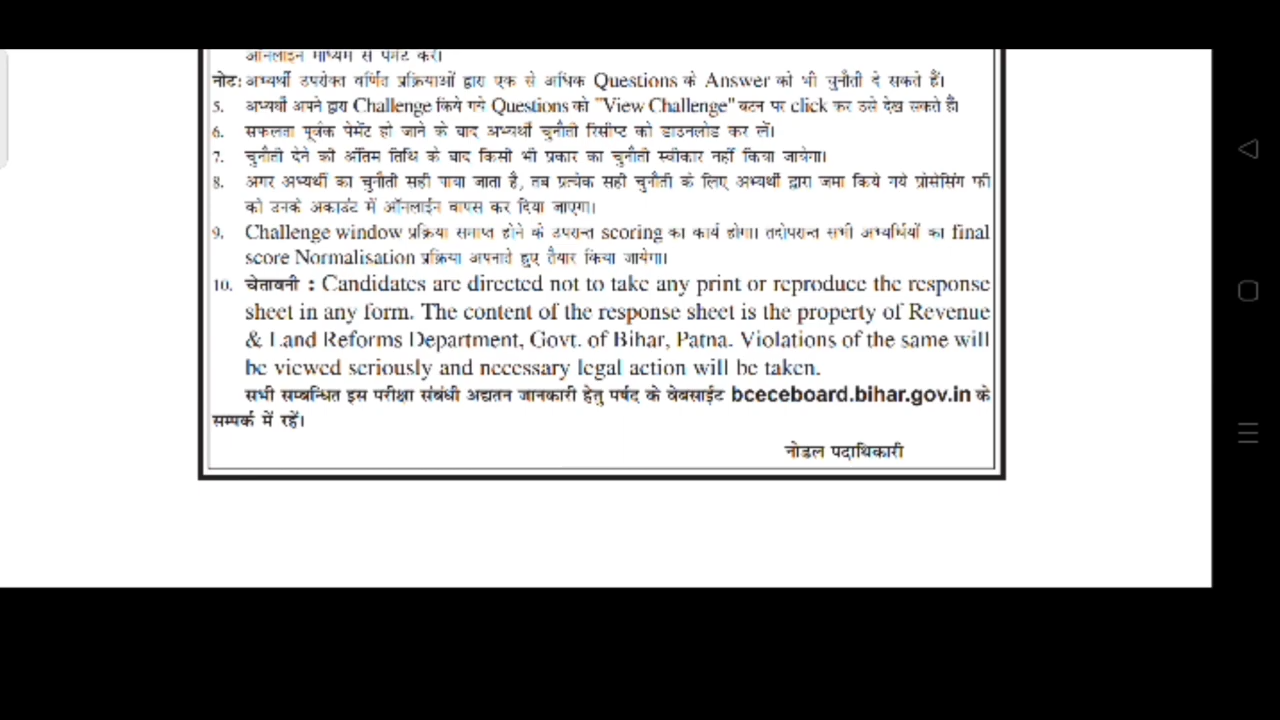 ऑनलाइन माध्यम से पेमेंट करें।
नोट: अभ्यर्थी उपरोक्त वर्णित प्रक्रियाओं द्वारा एक से अधिक Questions के Answer को भी चुनौती दे सकते हैं।
5. अभ्यर्थी अपने द्वारा Challenge किये गये Questions को "View Challenge" बटन पर click कर उसे देख सकते है।
6. सफलता पूर्वक पेमेंट हो जाने के बाद अभ्यर्थी चुनौती रिसीप्ट को डाउनलोड कर लें।
7. चुनौती देने की अंतिम तिथि के बाद किसी भी प्रकार का चुनौती स्वीकार नहीं किया जायेगा।
8. अगर अभ्यर्थी का चुनौती सही पाया जाता है, तब प्रत्येक सही चुनौती के लिए अभ्यर्थी द्वारा जमा किये गये प्रोसेसिंग फी
को उनके अकाउंट में ऑनलाईन वापस कर दिया जाएगा।
9. Challenge window प्रक्रिया समाप्त होने के उपरान्त scoring का कार्य होगा। तदोपरान्त सभी अभ्यर्थियों का final
score Normalisation प्रक्रिया अपनाते हुए तैयार किया जायेगा।
10. चेतावनी : Candidates are directed not to take any print or reproduce the response
sheet in any form. The content of the response sheet is the property of Revenue
& Land Reforms Department, Govt. of Bihar, Patna. Violations of the same will
be viewed seriously and necessary legal action will be taken.
सभी सम्बन्धित इस परीक्षा संबंधी अद्यतन जानकारी हेतु पर्षद के वेबसाईट bceceboard.bihar.gov.in के
सम्पर्क में रहें।
नोडल पदाधिकारी